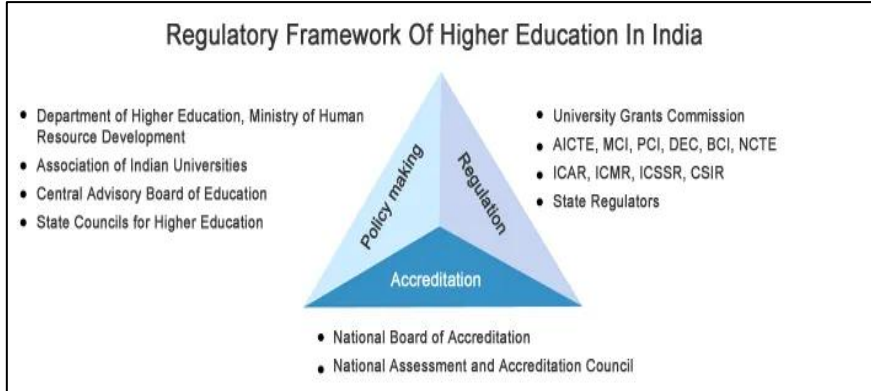 Regulatory Framework Of Higher Education In India
• Department of Higher Education, Ministry of Human
Resource Development
• Association of Indian Universities
• Central Advisory Board of Education
• State Councils for Higher Education
Policy making
Regulation
Accreditation
• University Grants Commission
• AICTE, MCI, PCI, DEC, BCI, NCTE
• ICAR, ICMR, ICSSR, CSIR
• State Regulators
• National Board of Accreditation
• National Assessment and Accreditation Council